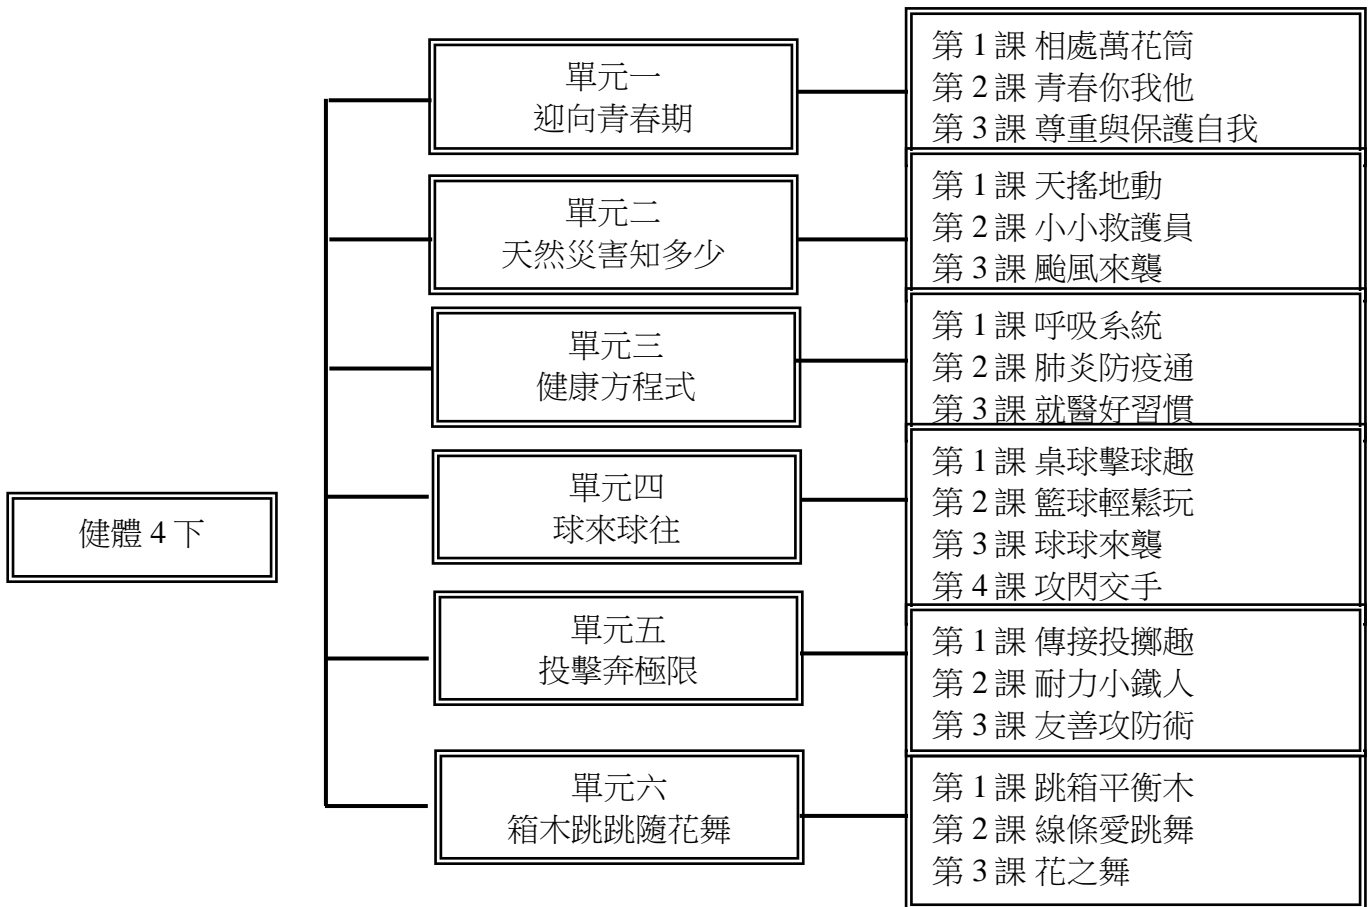 健體 4 下
單元一
迎向青春期
第 1 課 相處萬花筒
第 2 課 青春你我他
第 3 課 尊重與保護自我
單元二
天然災害知多少
第 1 課 天搖地動
第 2 課 小小救護員
第 3 課 颱風來襲
單元三
健康方程式
第 1 課 呼吸系統
第 2 課 肺炎防疫通
第 3 課 就醫好習慣
單元四
球來球往
第 1 課 桌球擊球趣
第 2 課 籃球輕鬆玩
第 3 課 球球來襲
第 4 課 攻閃交手
單元五
投擊奔極限
第 1 課 傳接投擲趣
第 2 課 耐力小鐵人
第 3 課 友善攻防術
單元六
箱木跳跳隨花舞
第 1 課 跳箱平衡木
第 2 課 線條愛跳舞
第 3 課 花之舞